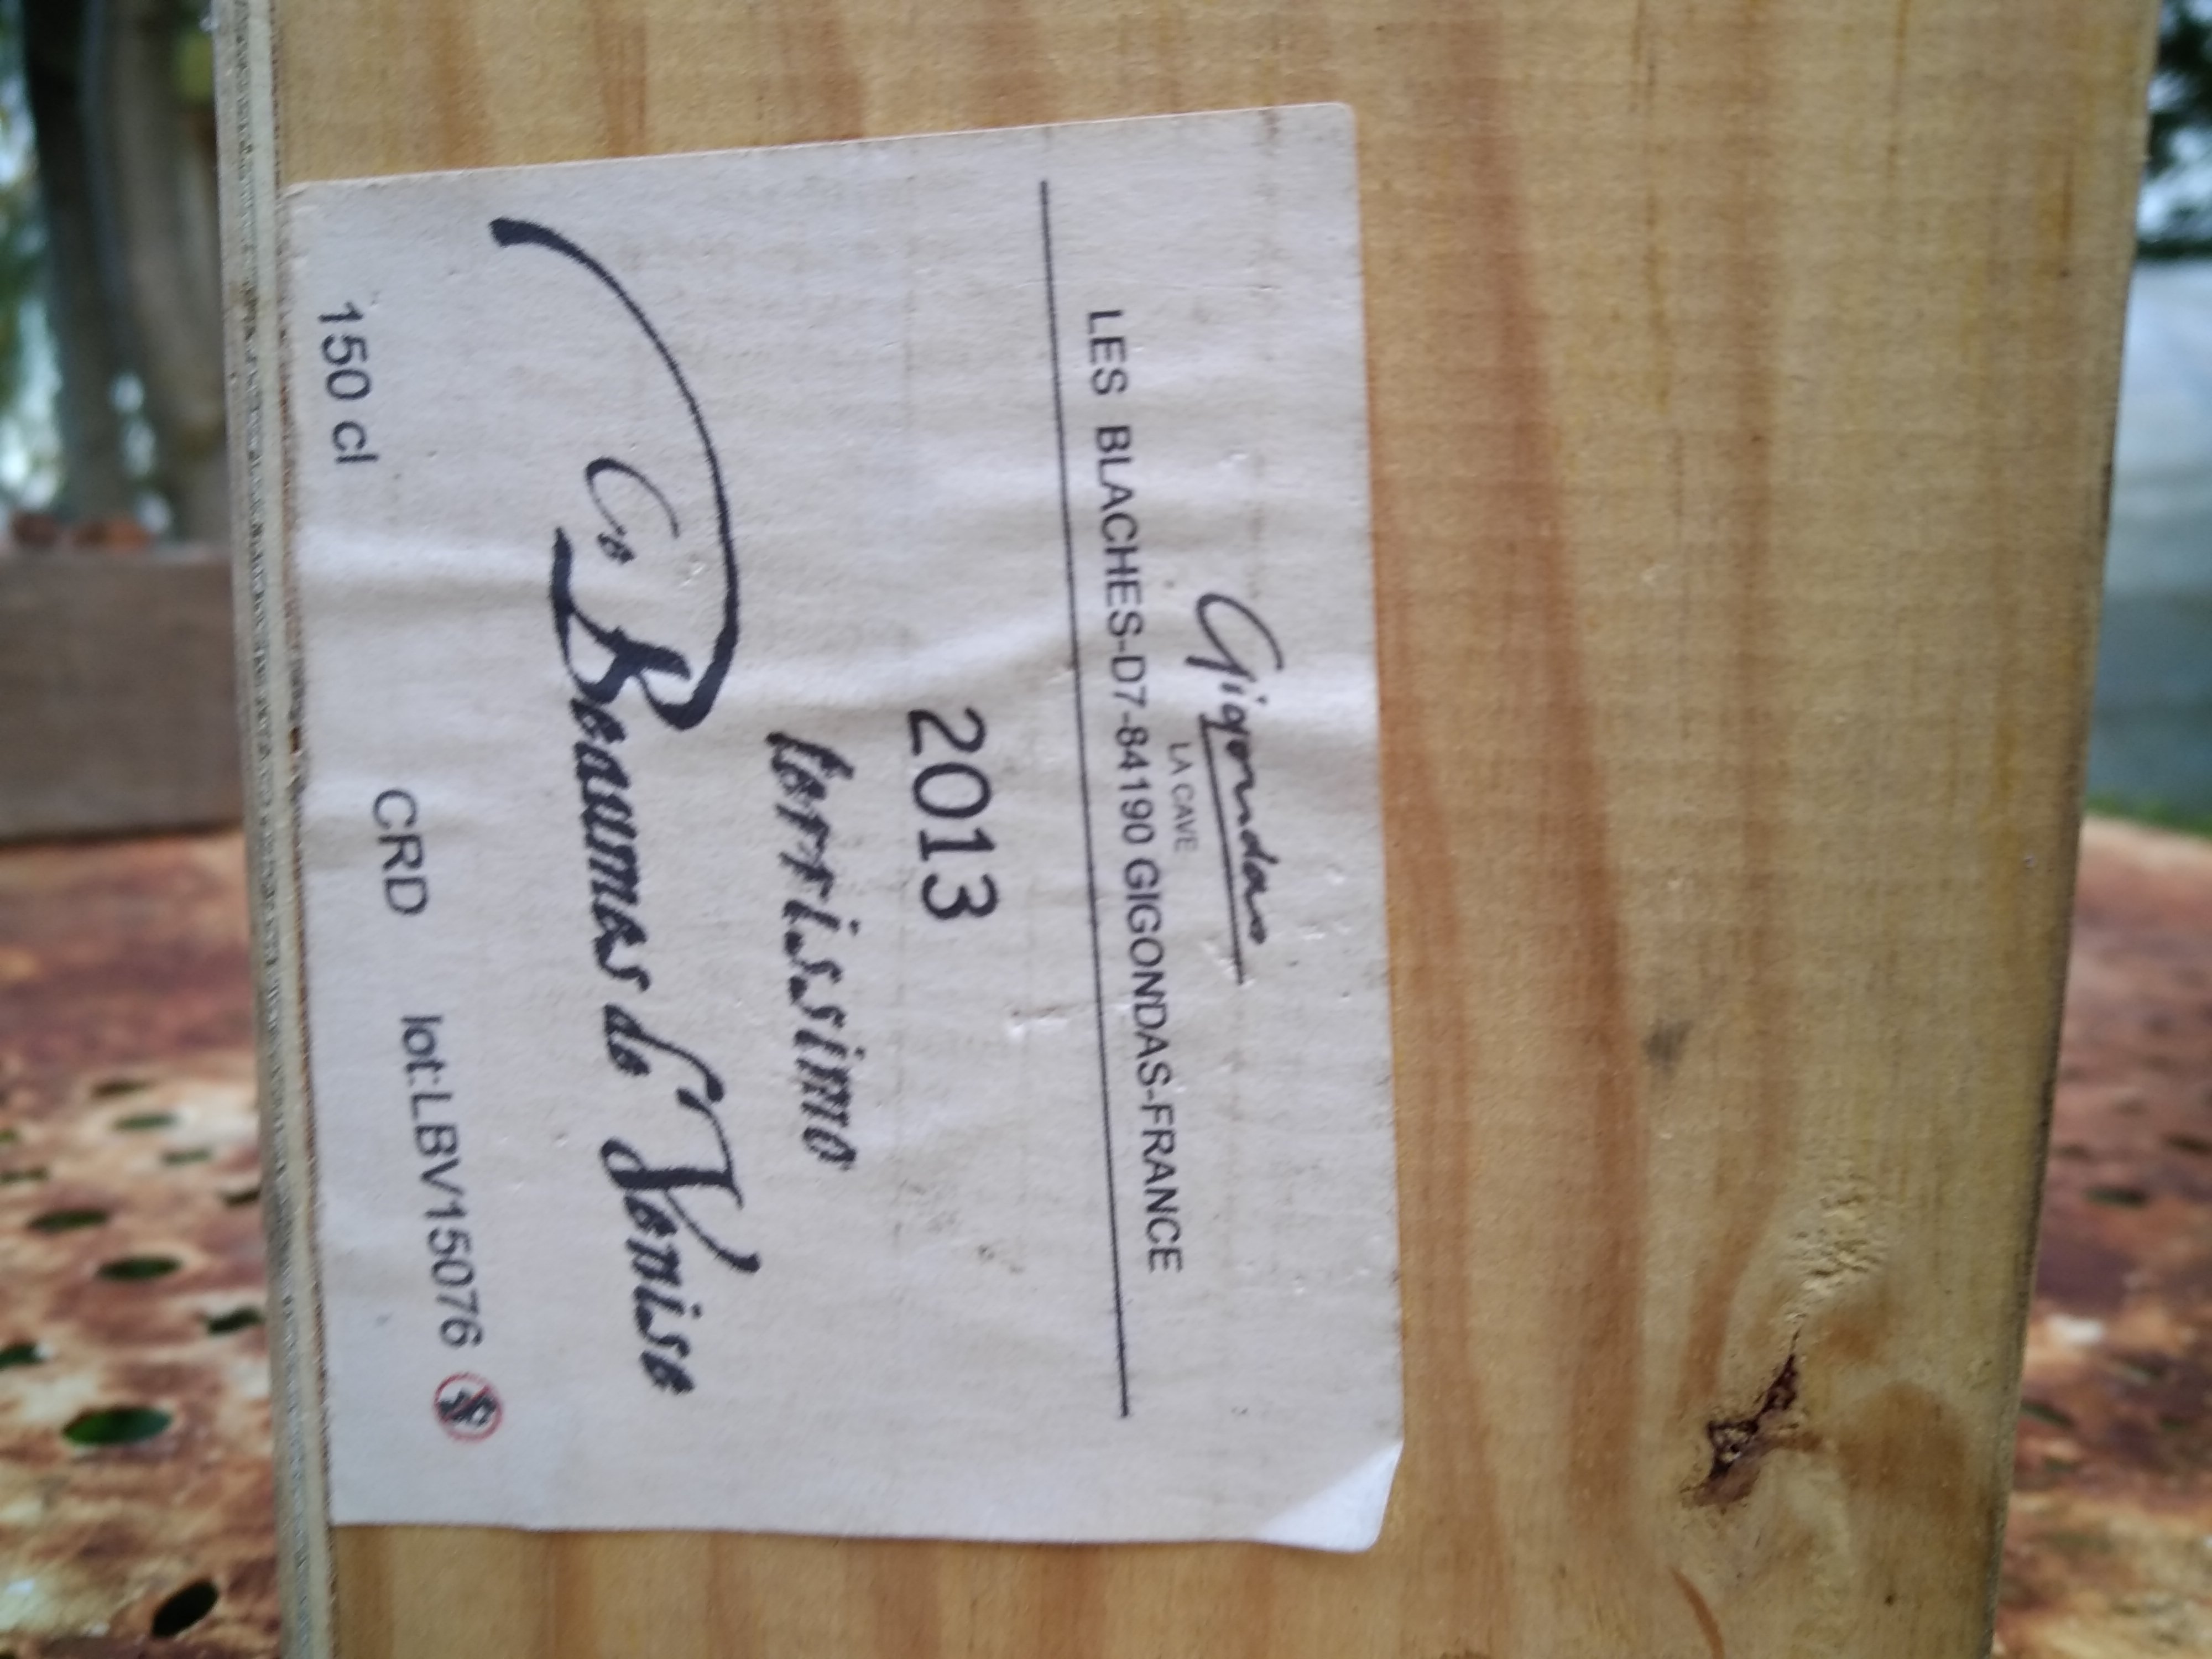 Gigondas
LA CAVE
LES BLACHES-D7-84190 GIGONDAS-FRANCE
2013
terrissimo
Cru Beaumes de Venise
150 cl CRD lot:LBV15076